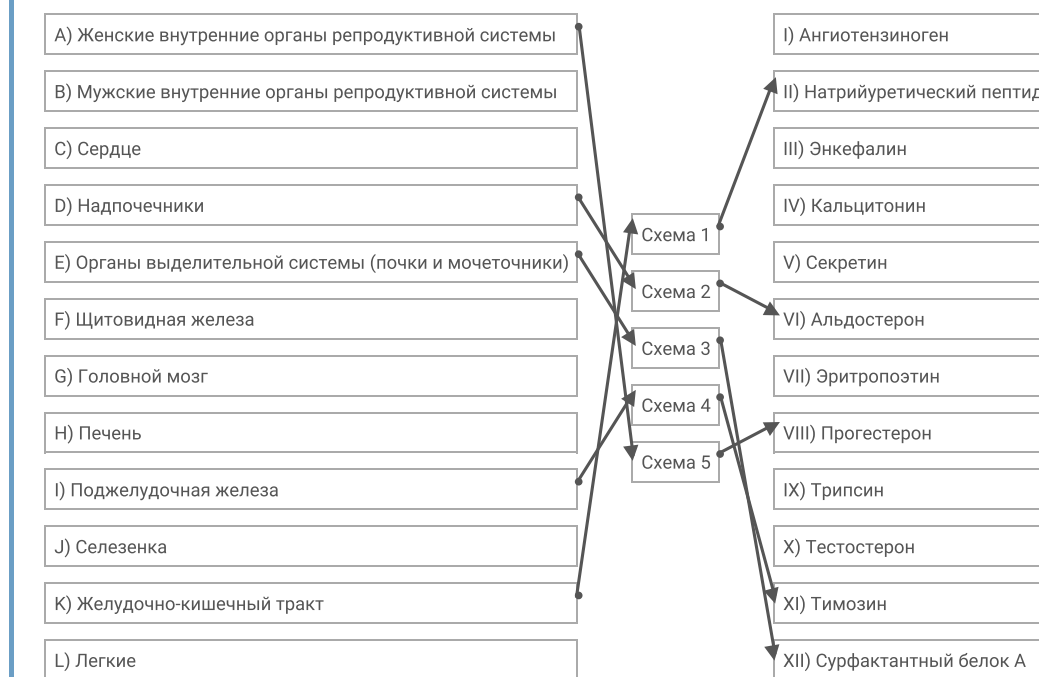 A) Женские внутренние органы репродуктивной системы
B) Мужские внутренние органы репродуктивной системы
C) Сердце
D) Надпочечники
E) Органы выделительной системы (почки и мочеточники)
F) Щитовидная железа
G) Головной мозг
H) Печень
I) Поджелудочная железа
J) Селезенка
K) Желудочно-кишечный тракт
L) Легкие
Схема 1
Схема 2
Схема 3
Схема 4
Схема 5
I) Ангиотензиноген
II) Натрийуретический пептид
III) Энкефалин
IV) Кальцитонин
V) Секретин
VI) Альдостерон
VII) Эритропоэтин
VIII) Прогестерон
IX) Трипсин
X) Тестостерон
XI) Тимозин
XII) Сурфактантный белок А